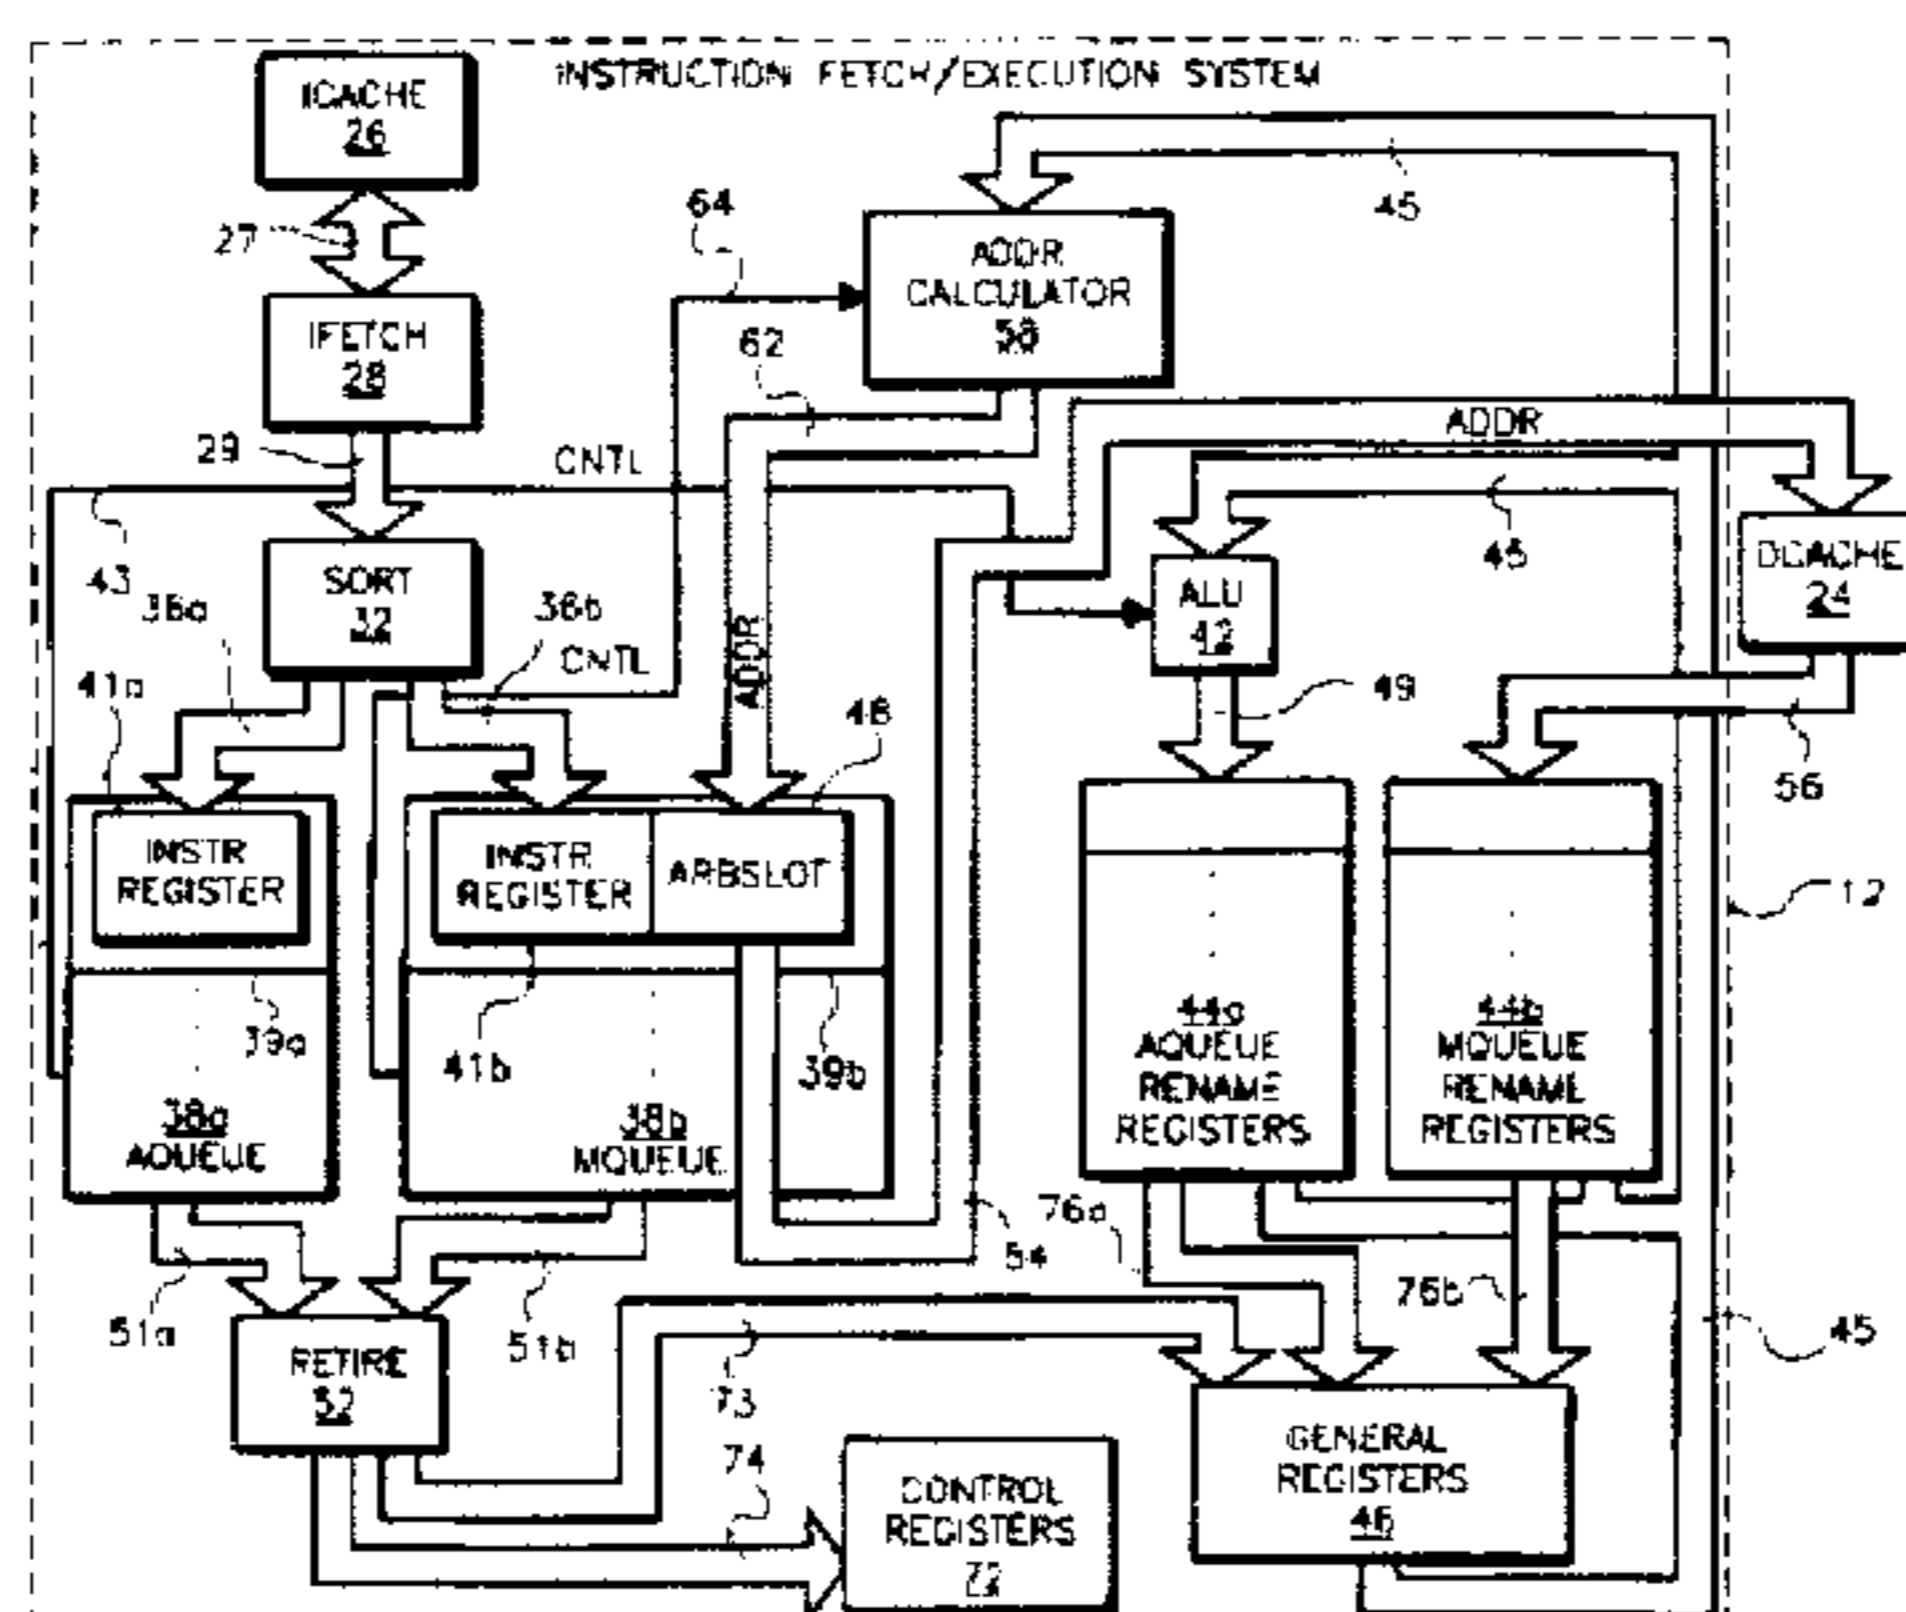 INSTRUCTION FETCH/EXECUTION SYSTEM
ICACHE
26
27
64
45
ADDR
CALCULATOR
58
IFETCH
28
62
29
CNTL
ADDR
43
SORT
32
36a
36b
CNTL
ADDR
45
ALU
42
DCACHE
24
41a
48
49
56
INSTR
REGISTER
INSTR
REGISTER
ARBSLOT
12
39a
41b
39b
44a
AQUEUE
RENAME
REGISTERS
44b
MQUEUE
RENAME
REGISTERS
38a
AQUEUE
38b
MQUEUE
76a
54
76b
51a
51b
45
RETIRE
52
73
74
GENERAL
REGISTERS
46
CONTROL
REGISTERS
72